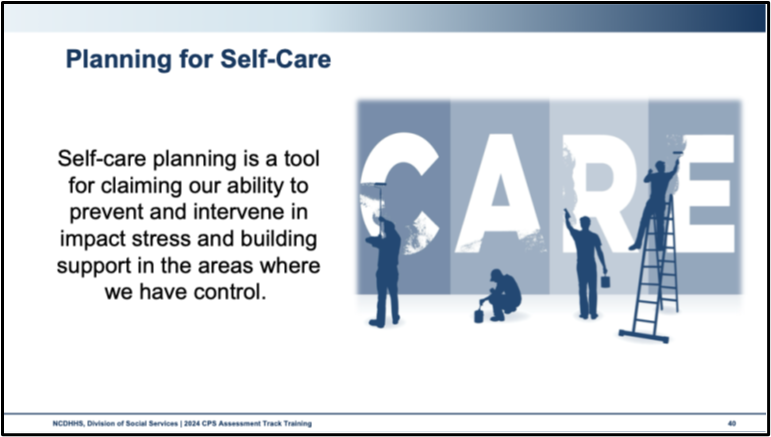 Planning for Self-Care
Self-care planning is a tool
for claiming our ability to
prevent and intervene in
impact stress and building
support in the areas where
we have control.
CARE
NCDHHS, Division of Social Services | 2024 CPS Assessment Track Training
40